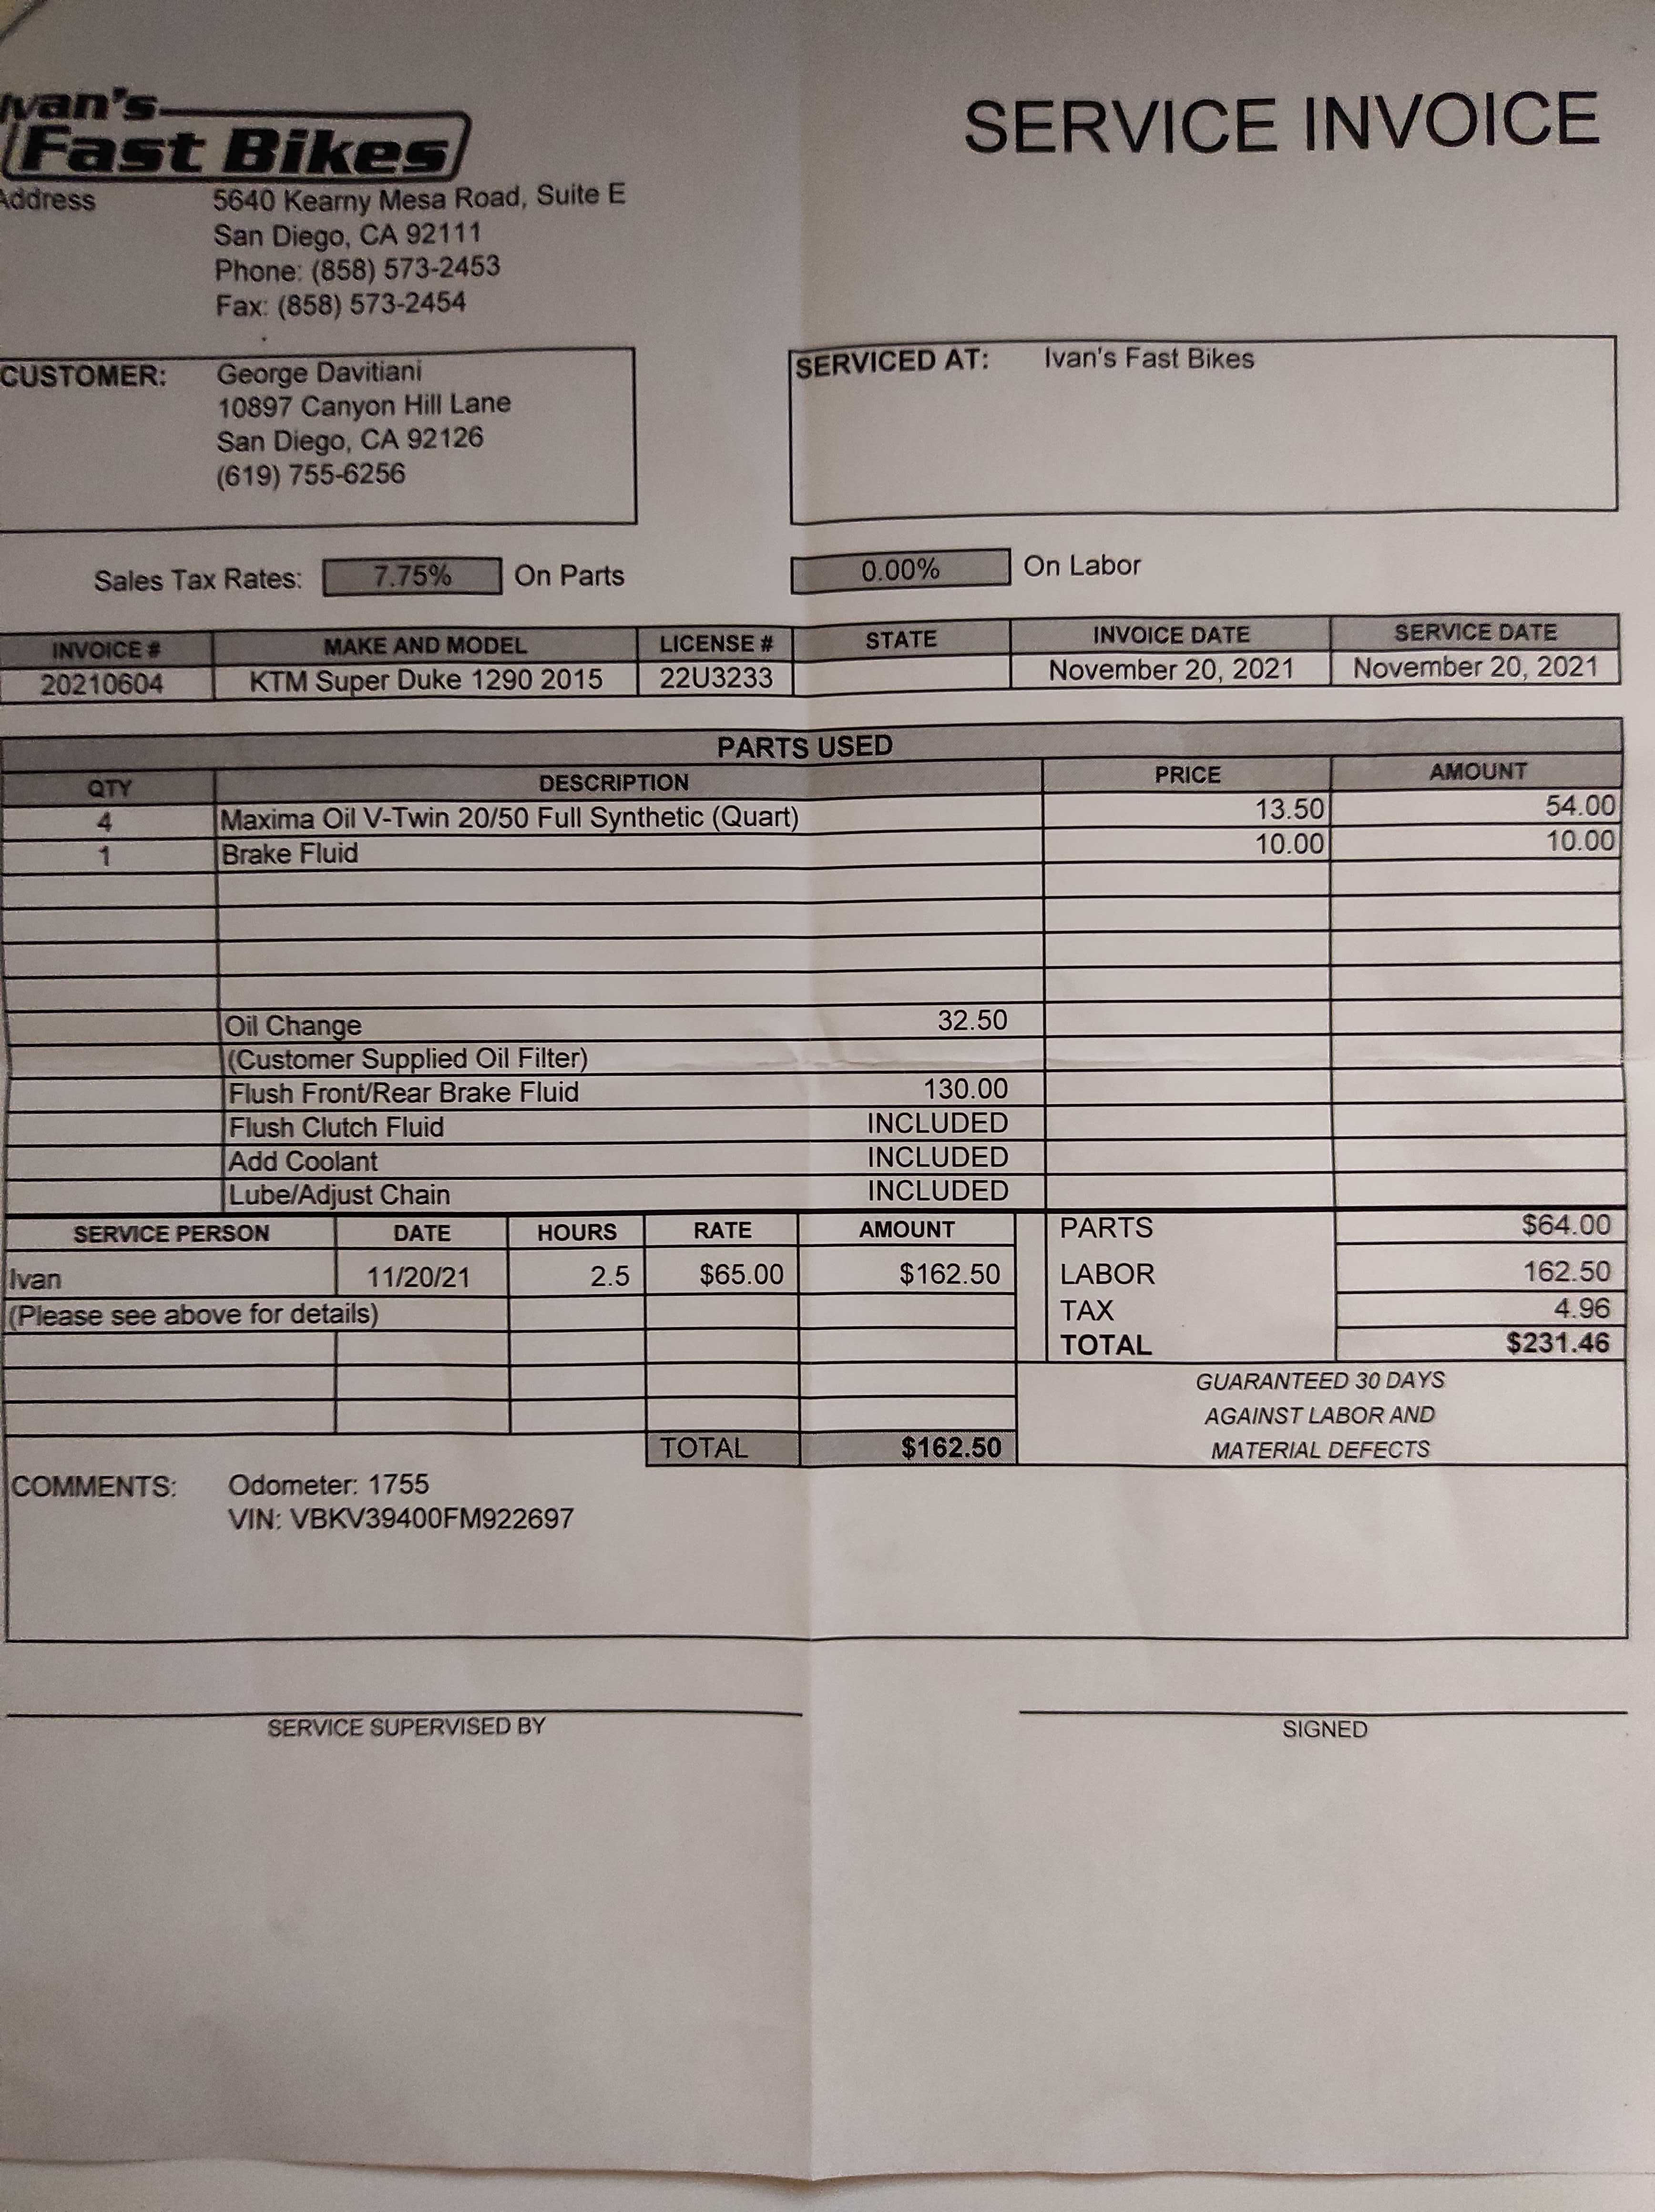 Ivan's
Fast Bikes
SERVICE INVOICE
Address 5640 Kearny Mesa Road, Suite E
San Diego, CA 92111
Phone: (858) 573-2453
Fax: (858) 573-2454
CUSTOMER: George Davitiani
10897 Canyon Hill Lane
San Diego, CA 92126
(619) 755-6256
SERVICED AT: Ivan's Fast Bikes
Sales Tax Rates: 7.75% On Parts 0.00% On Labor
INVOICE # MAKE AND MODEL LICENSE # STATE INVOICE DATE SERVICE DATE
20210604 KTM Super Duke 1290 2015 22U3233 November 20, 2021 November 20, 2021
PARTS USED
QTY DESCRIPTION PRICE AMOUNT
4 Maxima Oil V-Twin 20/50 Full Synthetic (Quart) 13.50 54.00
1 Brake Fluid 10.00 10.00
Oil Change 32.50
(Customer Supplied Oil Filter)
Flush Front/Rear Brake Fluid 130.00
Flush Clutch Fluid INCLUDED
Add Coolant INCLUDED
Lube/Adjust Chain INCLUDED
SERVICE PERSON DATE HOURS RATE AMOUNT
Ivan 11/20/21 2.5 $65.00 $162.50
(Please see above for details)
TOTAL $162.50
PARTS $64.00
LABOR 162.50
TAX 4.96
TOTAL $231.46
GUARANTEED 30 DAYS
AGAINST LABOR AND
MATERIAL DEFECTS
COMMENTS: Odometer: 1755
VIN: VBKV39400FM922697
SERVICE SUPERVISED BY
SIGNED